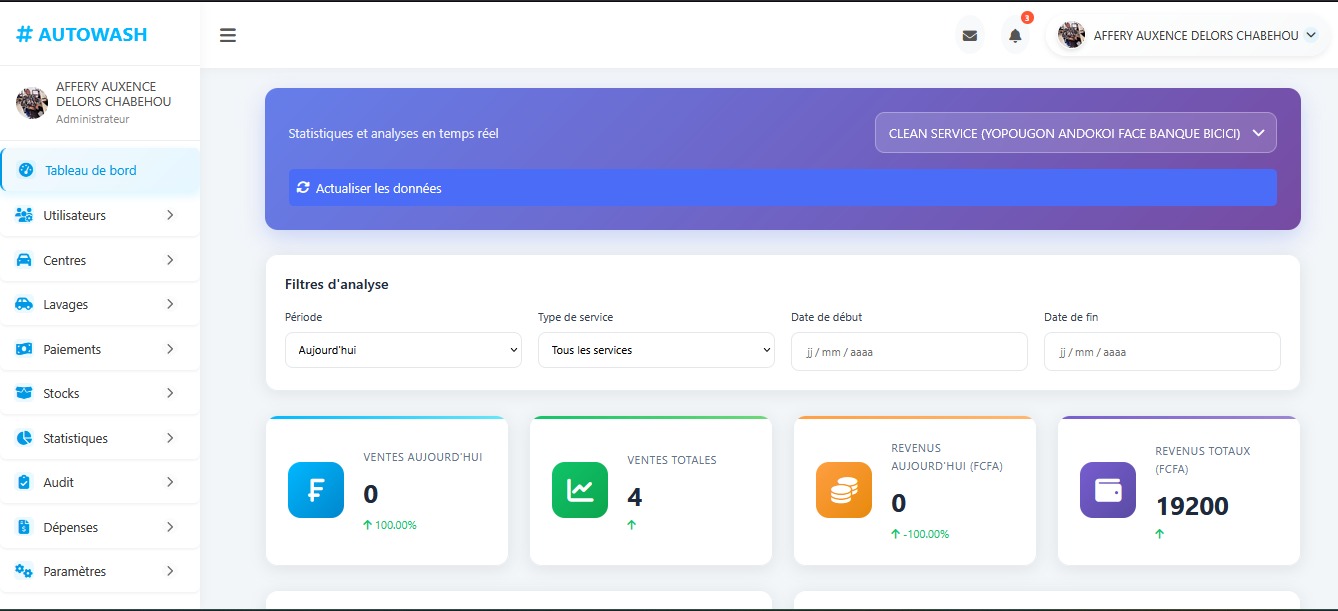 # AUTOWASH
3
AFFERY AUXENCE DELORS CHABEHOU
AFFERY AUXENCE
DELORS CHABEHOU
Administrateur
Tableau de bord
Utilisateurs
Centres
Lavages
Paiements
Stocks
Statistiques
Audit
Dépenses
Paramètres
Statistiques et analyses en temps réel
CLEAN SERVICE (YOPOUGON ANDOKOI FACE BANQUE BICICI)
Actualiser les données
Filtres d'analyse
Période
Type de service
Date de début
Date de fin
Aujourd'hui
Tous les services
jj / mm / aaaa
jj / mm / aaaa
VENTES AUJOURD'HUI
0
100.00%
VENTES TOTALES
4
REVENUS
AUJOURD'HUI (FCFA)
0
-100.00%
REVENUS TOTAUX
(FCFA)
19200